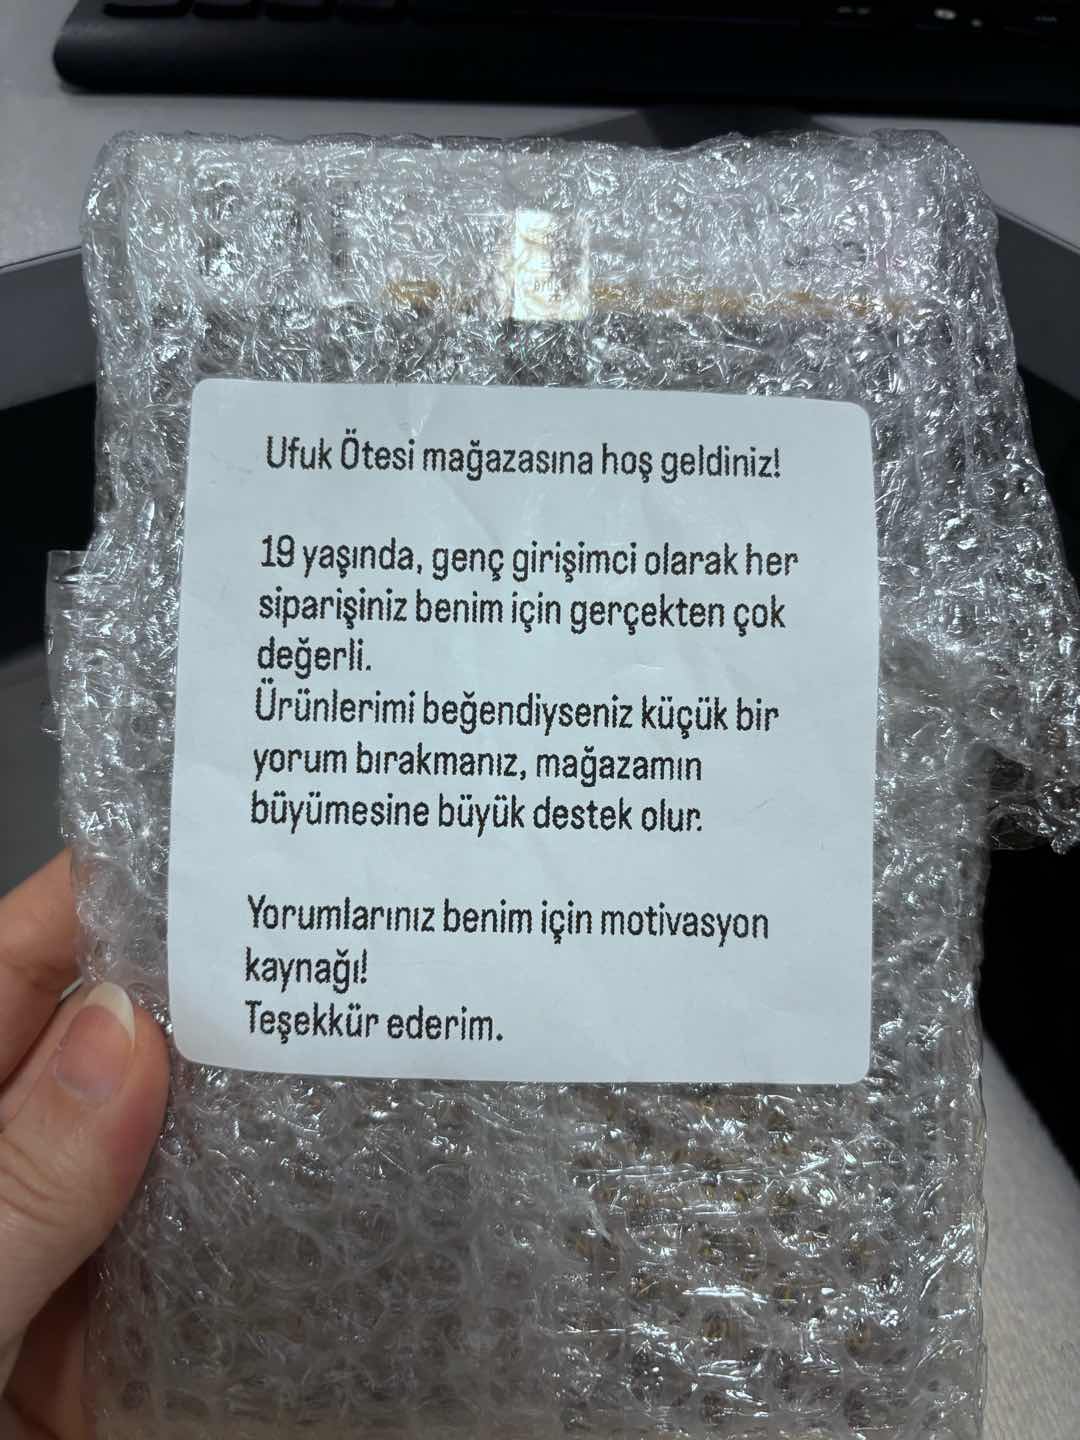 Ufuk Ötesi mağazasına hoş geldiniz!
19 yaşında, genç girişimci olarak her
siparişiniz benim için gerçekten çok
değerli.
Ürünlerimi beğendiyseniz küçük bir
yorum bırakmanız, mağazamın
büyümesine büyük destek olur.
Yorumlarınız benim için motivasyon
kaynağı!
Teşekkür ederim.